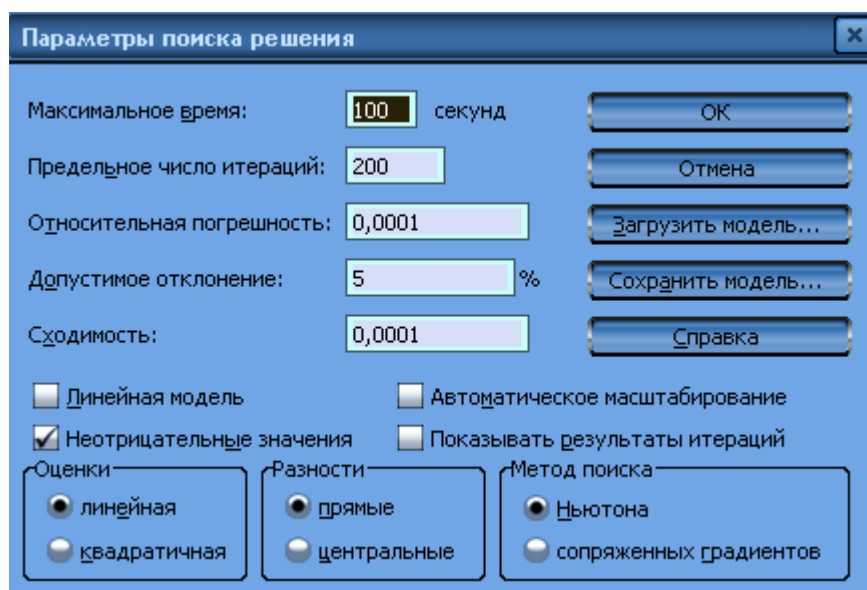 Параметры поиска решения
Максимальное время: 100 секунд OK
Предельное число итераций: 200 Отмена
Относительная погрешность: 0,0001 Загрузить модель...
Допустимое отклонение: 5 % Сохранить модель...
Сходимость: 0,0001 Справка
Линейная модель Автоматическое масштабирование
Неотрицательные значения Показывать результаты итераций
Оценки Разности Метод поиска
линейная прямые Ньютона
квадратичная центральные сопряженных градиентов